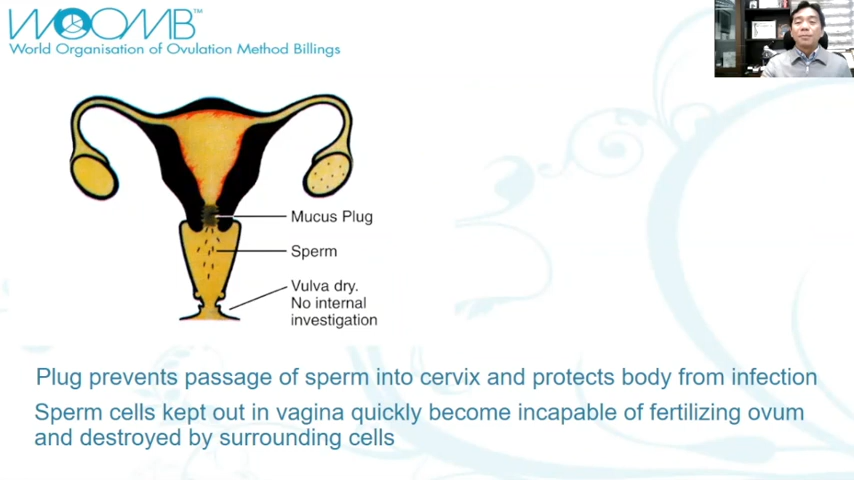 WOOMB™
World Organisation of Ovulation Method Billings
Mucus Plug
Sperm
Vulva dry.
No internal
investigation
Plug prevents passage of sperm into cervix and protects body from infection
Sperm cells kept out in vagina quickly become incapable of fertilizing ovum
and destroyed by surrounding cells